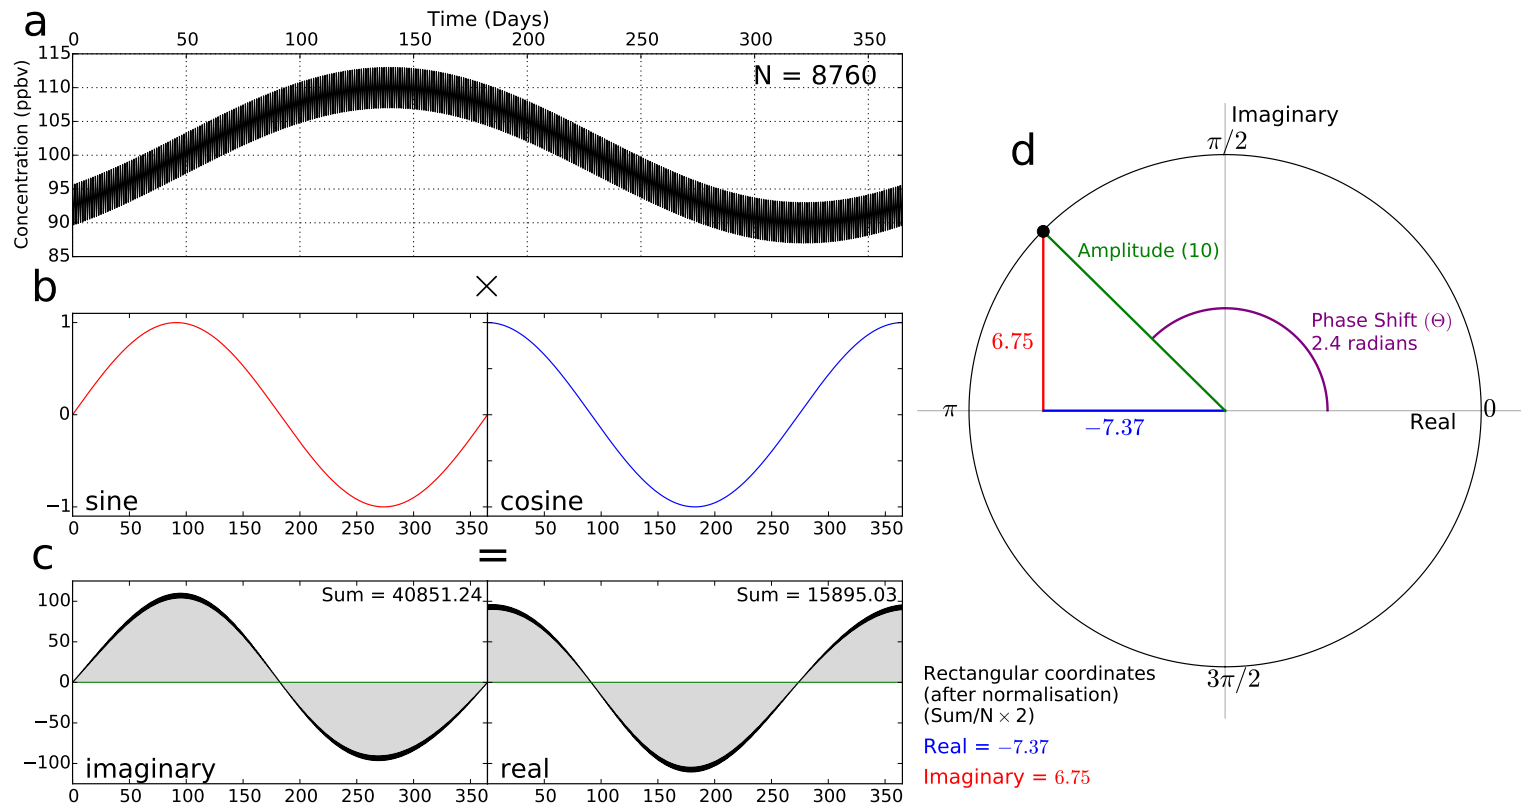 a
Time (Days)
0 50 100 150 200 250 300 350
Concentration (ppbv)
115
110
105
100
95
90
85
N = 8760
b
×
1
0
−1
sine
cosine
0 50 100 150 200 250 300 350
50 100 150 200 250 300 350
c
=
100
50
0
−50
−100
Sum = 40851.24
Sum = 15895.03
imaginary
real
0 50 100 150 200 250 300 350
50 100 150 200 250 300 350
d
Imaginary
π/2
Amplitude (10)
Phase Shift (Θ)
2.4 radians
6.75
π
0
Real
−7.37
3π/2
Rectangular coordinates
(after normalisation)
(Sum/N × 2)
Real = −7.37
Imaginary = 6.75